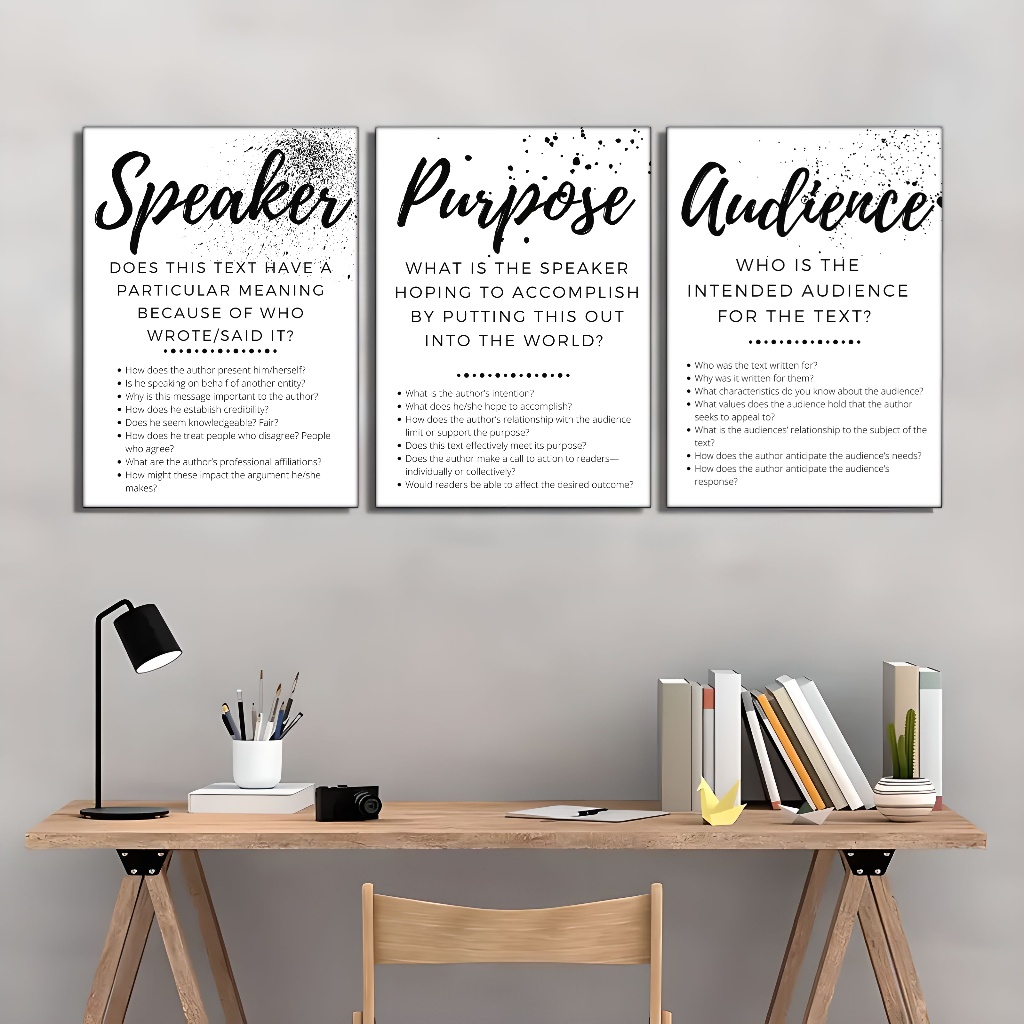 Speaker
DOES THIS TEXT HAVE A
PARTICULAR MEANING
BECAUSE OF WHO
WROTE/SAID IT?
• How does the author present him/herself?
• Is he speaking on behalf of another entity?
• Why is this message important to the author?
• How does he establish credibility?
• Does he seem knowledgeable? Fair?
• How does he treat people who disagree? People
who agree?
• What are the author's professional affiliations?
• How might these impact the argument he/she
makes?
Purpose
WHAT IS THE SPEAKER
HOPING TO ACCOMPLISH
BY PUTTING THIS OUT
INTO THE WORLD?
• What is the author's intention?
• What does he/she hope to accomplish?
• How does the author's relationship with the audience
limit or support the purpose?
• Does this text effectively meet its purpose?
• Does the author make a call to action to readers—
individually or collectively?
• Would readers be able to affect the desired outcome?
Audience
WHO IS THE
INTENDED AUDIENCE
FOR THE TEXT?
• Who was the text written for?
• Why was it written for them?
• What characteristics do you know about the audience?
• What values does the audience hold that the author
seeks to appeal to?
• What is the audiences' relationship to the subject of the
text?
• How does the author anticipate the audience's needs?
• How does the author anticipate the audience's
response?